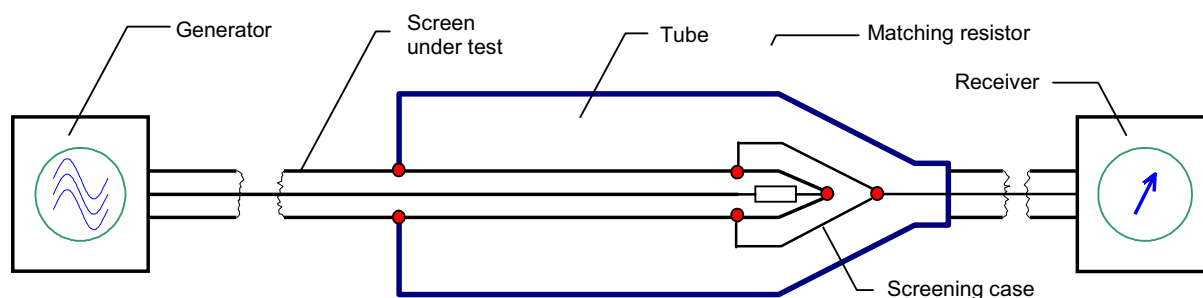 Generator
Screen
under test
Tube
Matching resistor
Receiver
Screening case